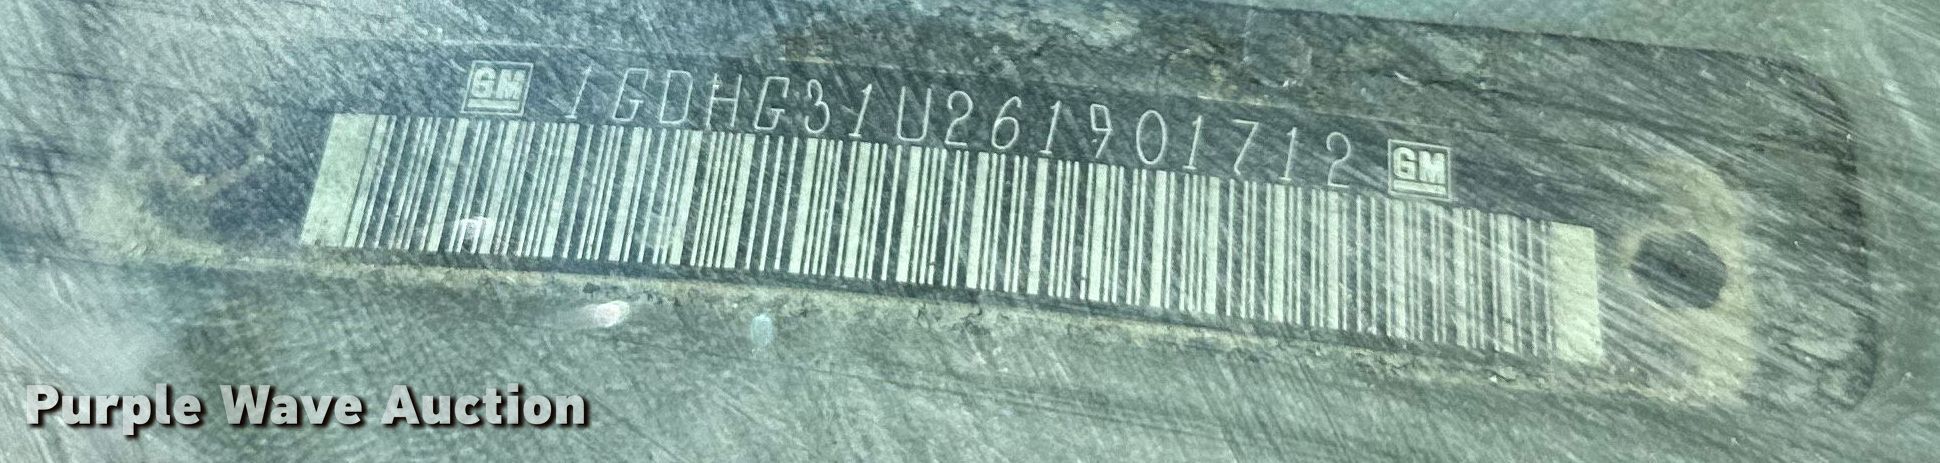 GM 1GDHG31U261901712 GM
Purple Wave Auction